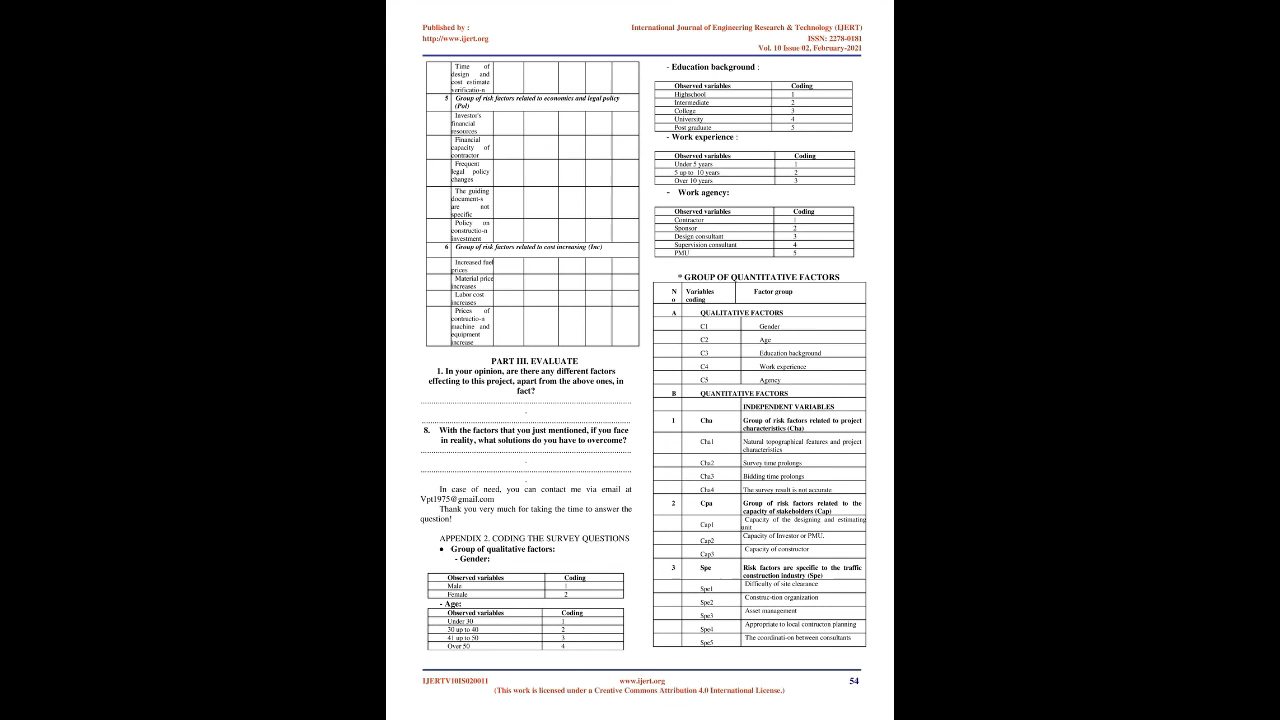 Published by :
http://www.ijert.org
International Journal of Engineering Research & Technology (IJERT)
ISSN: 2278-0181
Vol. 10 Issue 02, February-2021
Time of
design and
cost estimate
verificatio-n
5 Group of risk factors related to economics and legal policy
(Pol)
Investor's
financial
resources
Financial
capacity of
contractor
Frequent
legal policy
changes
The guiding
document-s
are not
specific
Policy on
constructio-n
investment
6 Group of risk factors related to cost increasing (Inc)
Increased fuel
prices
Material price
increases
Labor cost
increases
Prices of
contructio-n
machine and
equipment
increase
PART III. EVALUATE
1. In your opinion, are there any different factors
effecting to this project, apart from the above ones, in
fact?
8. With the factors that you just mentioned, if you face
in reality, what solutions do you have to overcome?
In case of need, you can contact me via email at
Vpt1975@gmail.com
Thank you very much for taking the time to answer the
question!
APPENDIX 2. CODING THE SURVEY QUESTIONS
● Group of qualitative factors:
- Gender:
Observed variables Coding
Male 1
Female 2
- Age:
Observed variables Coding
Under 30 1
30 up to 40 2
41 up to 50 3
Over 50 4
- Education background :
Observed variables Coding
Highschool 1
Intermediate 2
College 3
University 4
Post graduate 5
- Work experience :
Observed variables Coding
Under 5 years 1
5 up to 10 years 2
Over 10 years 3
- Work agency:
Observed variables Coding
Contractor 1
Sponsor 2
Design consultant 3
Supervision consultant 4
PMU 5
* GROUP OF QUANTITATIVE FACTORS
N Variables Factor group
o coding
A QUALITATIVE FACTORS
C1 Gender
C2 Age
C3 Education background
C4 Work experience
C5 Agency
B QUANTITATIVE FACTORS
INDEPENDENT VARIABLES
1 Cha Group of risk factors related to project
characteristics (Cha)
Cha1 Natural topographical features and project
characteristics
Cha2 Survey time prolongs
Cha3 Bidding time prolongs
Cha4 The survey result is not accurate
2 Cpa Group of risk factors related to the
capacity of stakeholders (Cap)
Cap1 Capacity of the designing and estimating
unit
Cap2 Capacity of Investor or PMU.
Cap3 Capacity of constructor
3 Spe Risk factors are specific to the traffic
construction industry (Spe)
Spe1 Difficulty of site clearance
Spe2 Construc-tion organization
Spe3 Asset management
Spe4 Appropriate to local contructon planning
Spe5 The coordinati-on between consultants
IJERTV10IS020011
www.ijert.org
54
(This work is licensed under a Creative Commons Attribution 4.0 International License.)